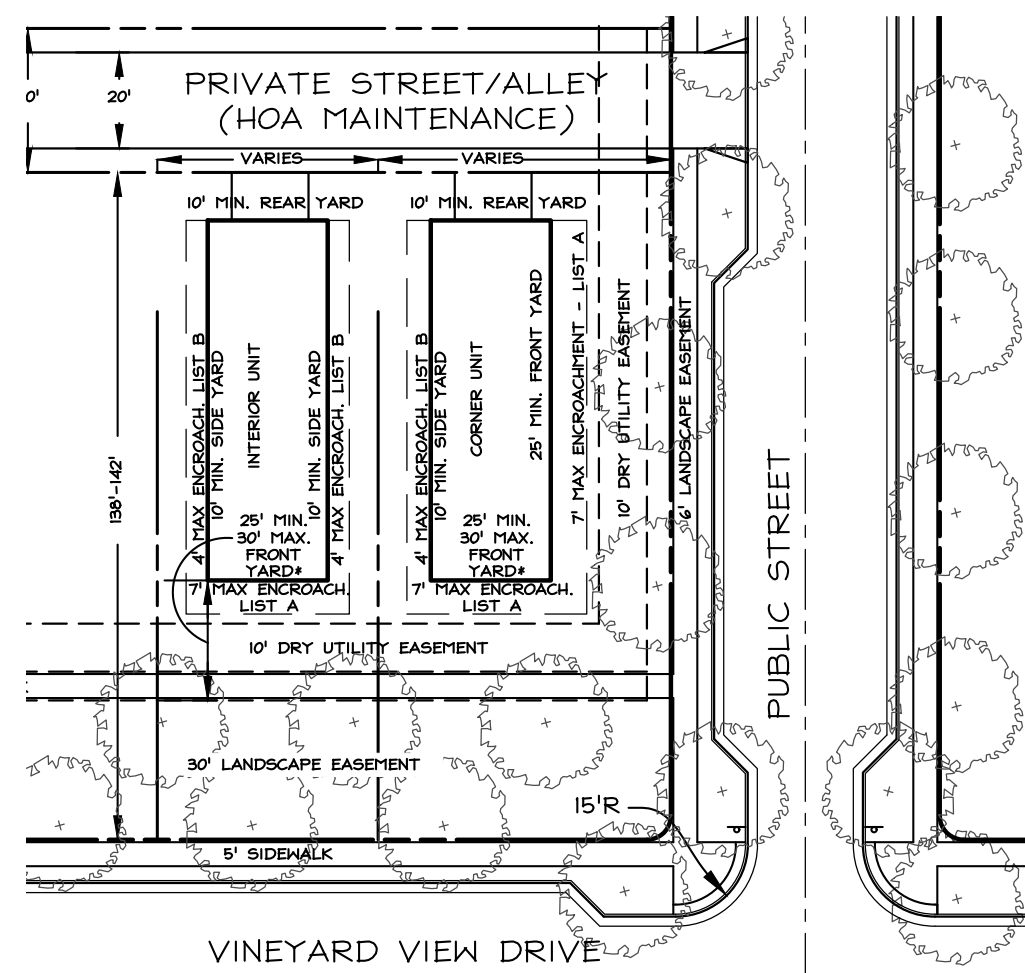 PRIVATE STREET/ALLEY
(HOA MAINTENANCE)
0'
20'
VARIES
VARIES
10' MIN. REAR YARD
10' MIN. REAR YARD
138'-142'
4' MAX ENCROACH. LIST B
10' MIN. SIDE YARD
INTERIOR UNIT
10' MIN. SIDE YARD
4' MAX ENCROACH. LIST B
25' MIN.
30' MAX.
FRONT
YARD*
7' MAX ENCROACH.
LIST A
4' MAX ENCROACH. LIST B
10' MIN. SIDE YARD
CORNER UNIT
25' MIN. FRONT YARD
7' MAX ENCROACHMENT - LIST A
25' MIN.
30' MAX.
FRONT
YARD*
7' MAX ENCROACH.
LIST A
10' DRY UTILITY EASEMENT
6' LANDSCAPE EASEMENT
PUBLIC STREET
10' DRY UTILITY EASEMENT
30' LANDSCAPE EASEMENT
15'R
5' SIDEWALK
VINEYARD VIEW DRIVE